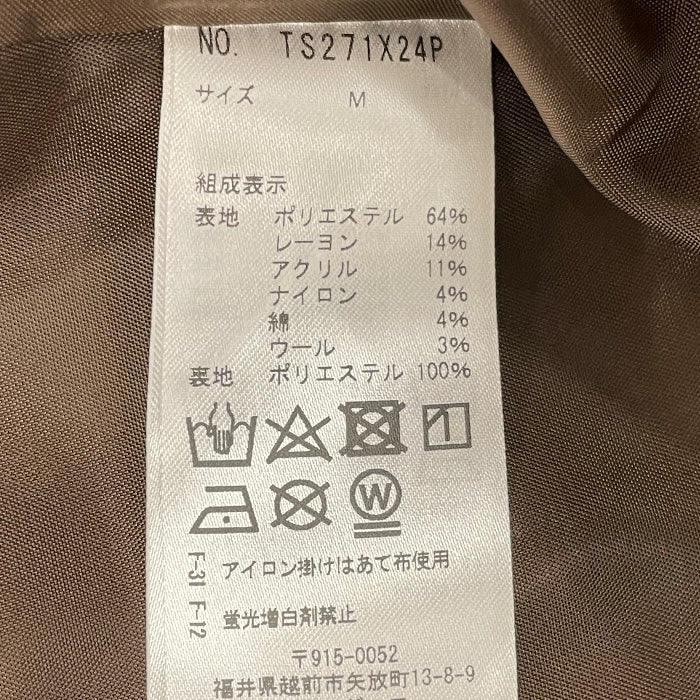 NO. TS271X24P
サイズ M
組成表示
表地 ポリエステル 64%
レーヨン 14%
アクリル 11%
ナイロン 4%
綿 4%
ウール 3%
裏地 ポリエステル 100%
W
F-31 F-12
アイロン掛けはあて布使用
蛍光増白剤禁止
〒915-0052
福井県越前市矢放町13-8-9